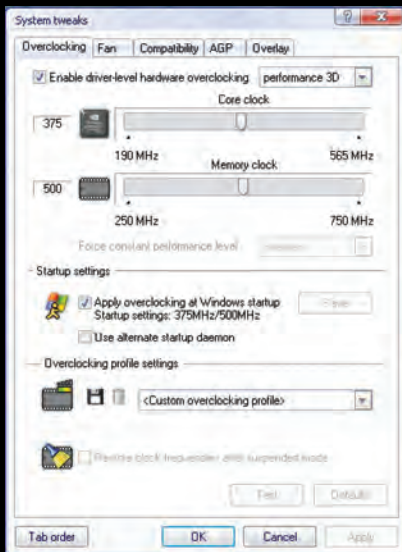 System tweaks
Overclocking Fan Compatibility AGP Overlay
Enable driver-level hardware overclocking performance 3D
Core clock
375
190 MHz 565 MHz
Memory clock
500
250 MHz 750 MHz
Force constant performance level
Startup settings
Apply overclocking at Windows startup
Startup settings: 375MHz/500MHz
Use alternate startup daemon
Overclocking profile settings
<Custom overclocking profile>
Restore clock frequencies after suspended mode
Test Defaults
Tab order OK Cancel Apply